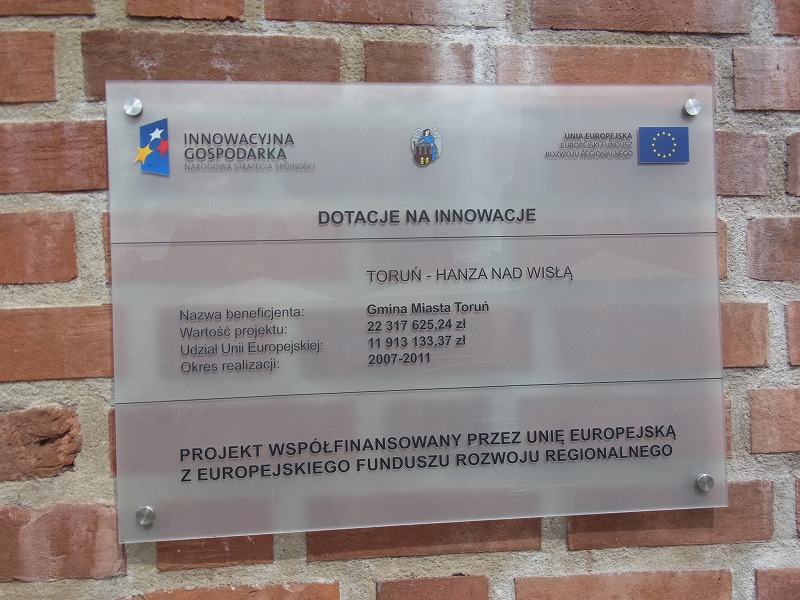 INNOWACYJNA
GOSPODARKA
NARODOWA STRATEGIA SPÓJNOŚCI
UNIA EUROPEJSKA
EUROPEJSKI FUNDUSZ
ROZWOJU REGIONALNEGO
DOTACJE NA INNOWACJE
TORUŃ - HANZA NAD WISŁĄ
Nazwa beneficjenta: Gmina Miasta Toruń
Wartość projektu: 22 317 625,24 zł
Udział Unii Europejskiej: 11 913 133,37 zł
Okres realizacji: 2007-2011
PROJEKT WSPÓŁFINANSOWANY PRZEZ UNIĘ EUROPEJSKĄ
Z EUROPEJSKIEGO FUNDUSZU ROZWOJU REGIONALNEGO